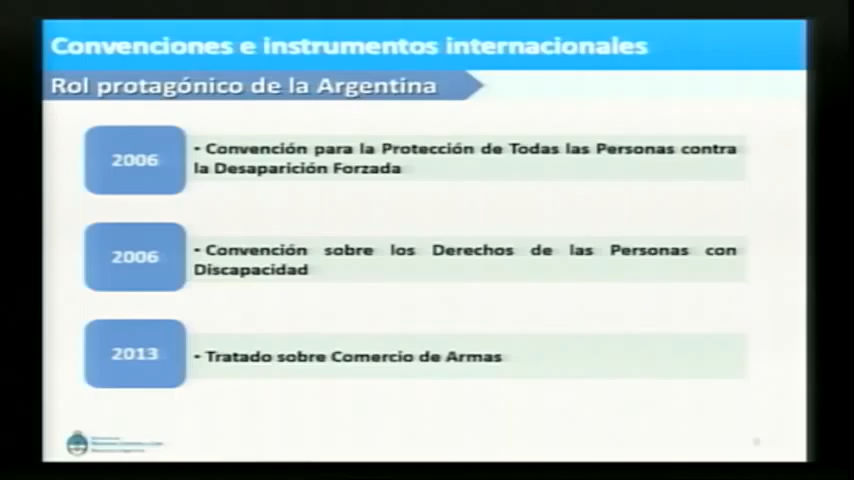 Convenciones e instrumentos internacionales
Rol protagónico de la Argentina
2006
• Convención para la Protección de Todas las Personas contra
la Desaparición Forzada
2006
• Convención sobre los Derechos de las Personas con
Discapacidad
2013
• Tratado sobre Comercio de Armas